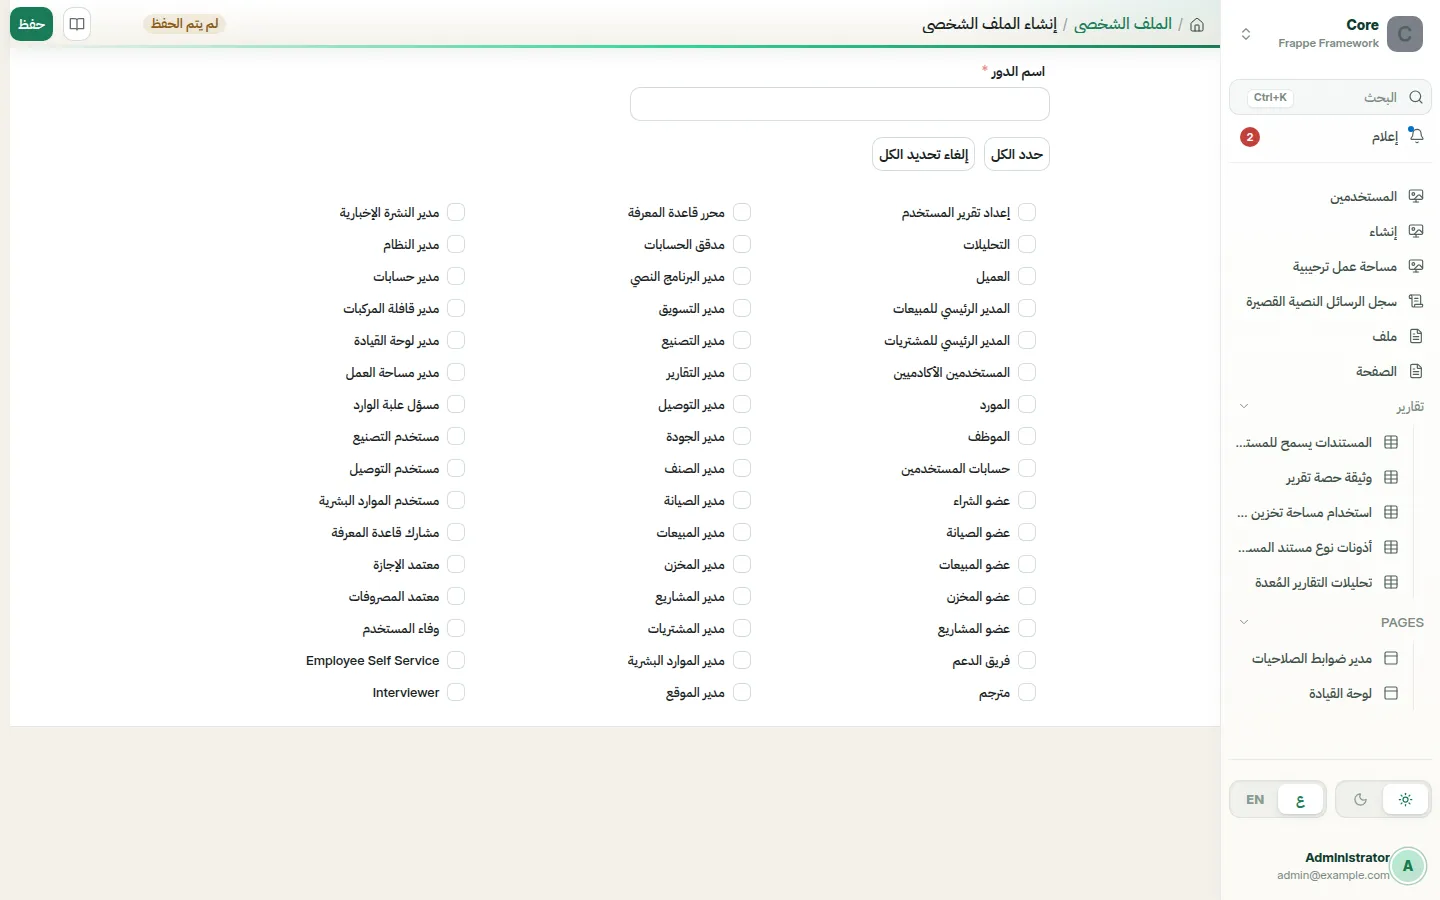 Core
Frappe Framework
البحث
Ctrl+K
إعلام
2
المستخدمين
إنشاء
مساحة عمل ترحيبية
سجل الرسائل النصية القصيرة
ملف
الصفحة
تقارير
المستندات يسمح للمستـ...
وثيقة حصة تقرير
استخدام مساحة تخزين ...
أذونات نوع مستند المسـ...
تحليلات التقارير المُعدة
PAGES
مدير ضوابط الصلاحيات
لوحة القيادة
ع
EN
Administrator
admin@example.com
A
C
الملف الشخصي / إنشاء الملف الشخصي
لم يتم الحفظ
حفظ
اسم الدور *
حدد الكل
إلغاء تحديد الكل
إعداد تقرير المستخدم
التحليلات
العميل
المدير الرئيسي للمبيعات
المدير الرئيسي للمشتريات
المستخدمين الأكاديميين
المورد
الموظف
حسابات المستخدمين
عضو الشراء
عضو الصيانة
عضو المبيعات
عضو المخزن
عضو المشاريع
فريق الدعم
مترجم
محرر قاعدة المعرفة
مدقق الحسابات
مدير البرنامج النصي
مدير التسويق
مدير التصنيع
مدير التقارير
مدير التوصيل
مدير الجودة
مدير الصنف
مدير الصيانة
مدير المبيعات
مدير المخزن
مدير المشاريع
مدير المشتريات
مدير الموارد البشرية
مدير الموقع
مدير النشرة الإخبارية
مدير النظام
مدير حسابات
مدير قافلة المركبات
مدير لوحة القيادة
مدير مساحة العمل
مسؤل علبة الوارد
مستخدم التصنيع
مستخدم التوصيل
مستخدم الموارد البشرية
مشارك قاعدة المعرفة
معتمد الإجازة
معتمد المصروفات
وفاء المستخدم
Employee Self Service
Interviewer